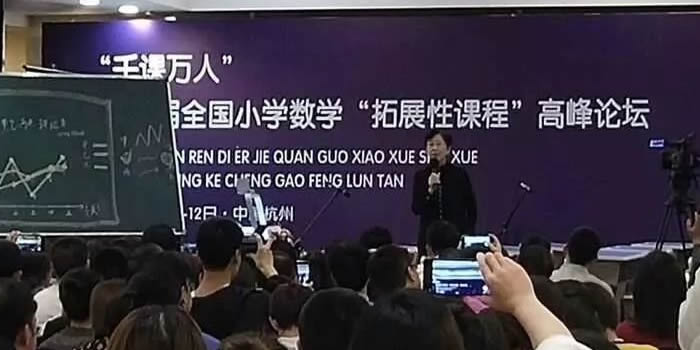 “千课万人”
届全国小学数学“拓展性课程”高峰论坛
N REN DI ER JIE QUAN GUO XIAO XUE S XUE
NG KE CHENG GAO FENG LUN TAN
-12日·中 杭州